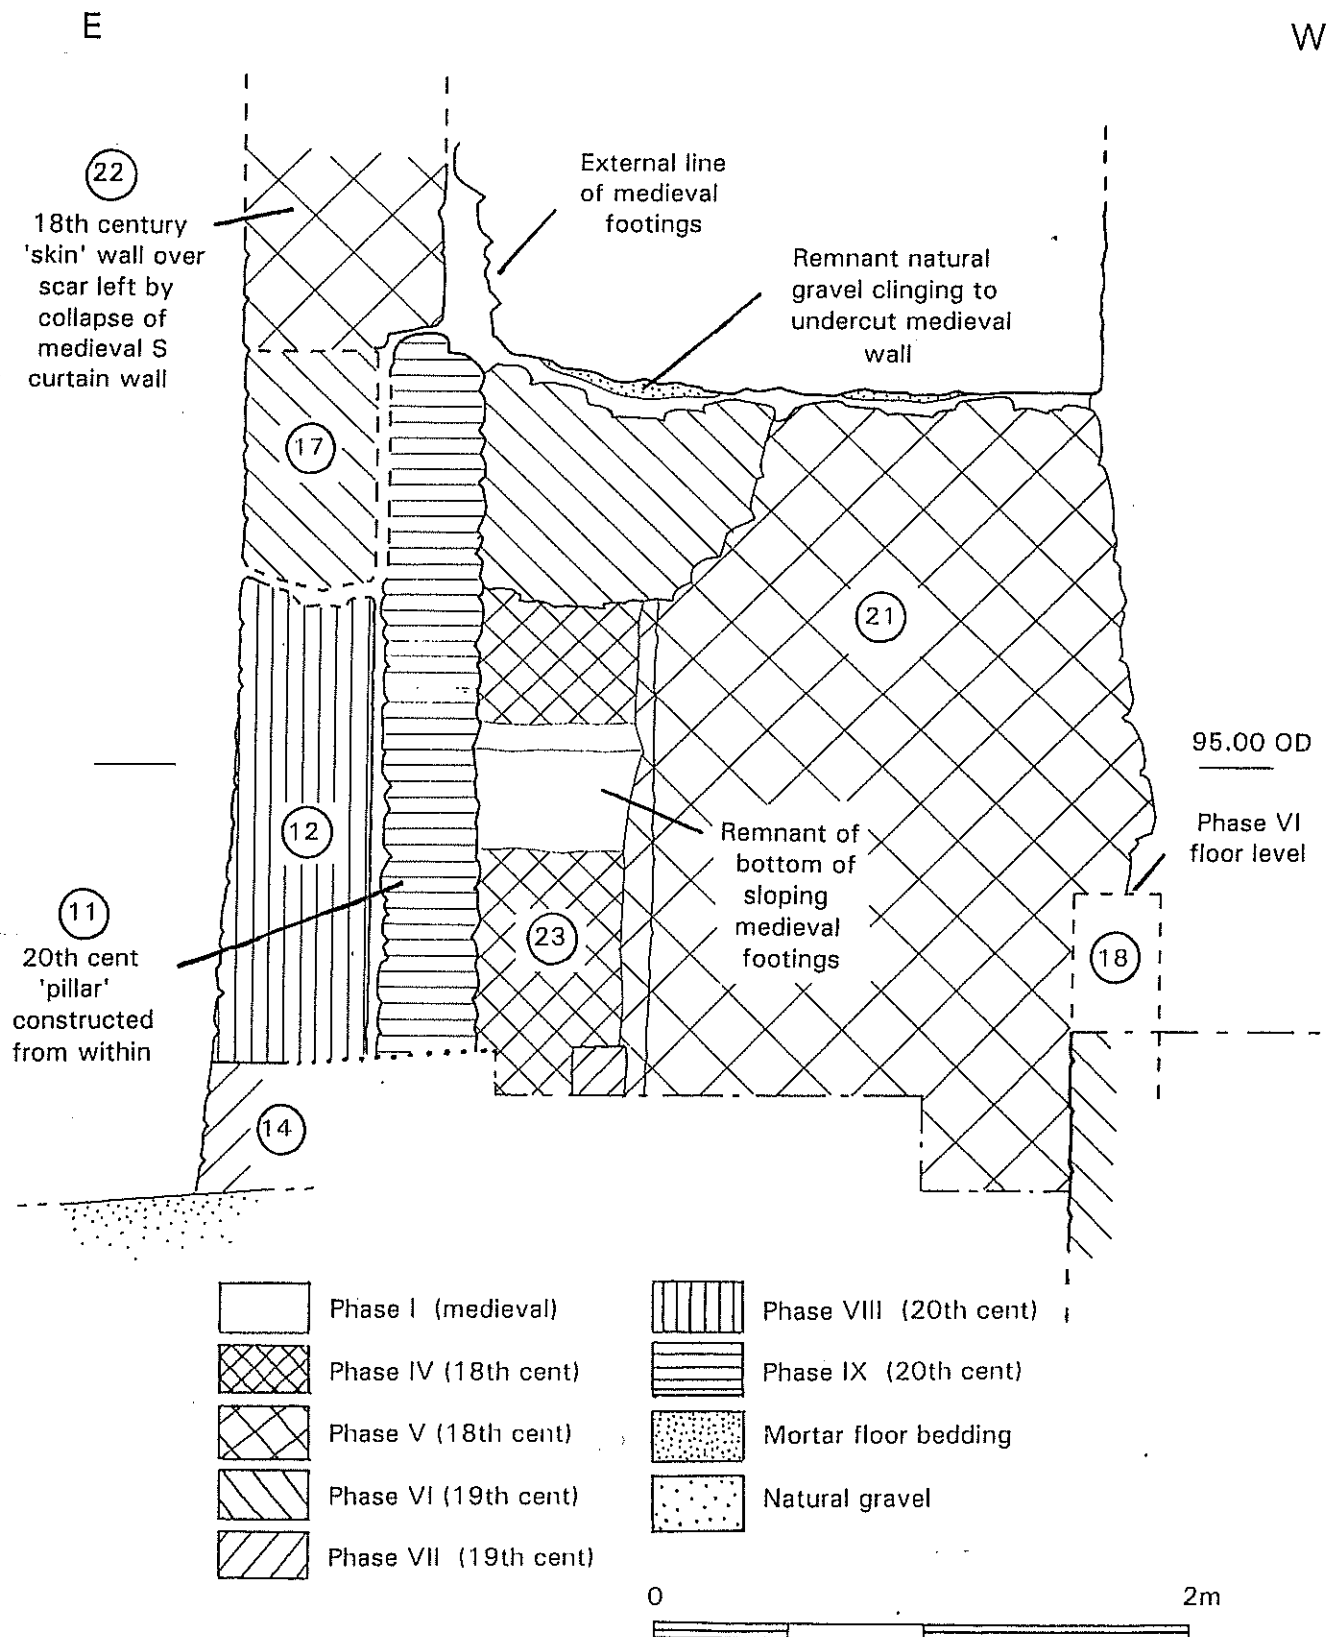 E
W
22
18th century
'skin' wall over
scar left by
collapse of
medieval S
curtain wall
External line
of medieval
footings
Remnant natural
gravel clinging to
undercut medieval
wall
17
21
95.00 OD
Phase VI
floor level
12
Remnant of
bottom of
sloping
medieval
footings
11
20th cent
'pillar'
constructed
from within
23
18
14
Phase I (medieval)
Phase IV (18th cent)
Phase V (18th cent)
Phase VI (19th cent)
Phase VII (19th cent)
Phase VIII (20th cent)
Phase IX (20th cent)
Mortar floor bedding
Natural gravel
0
2m